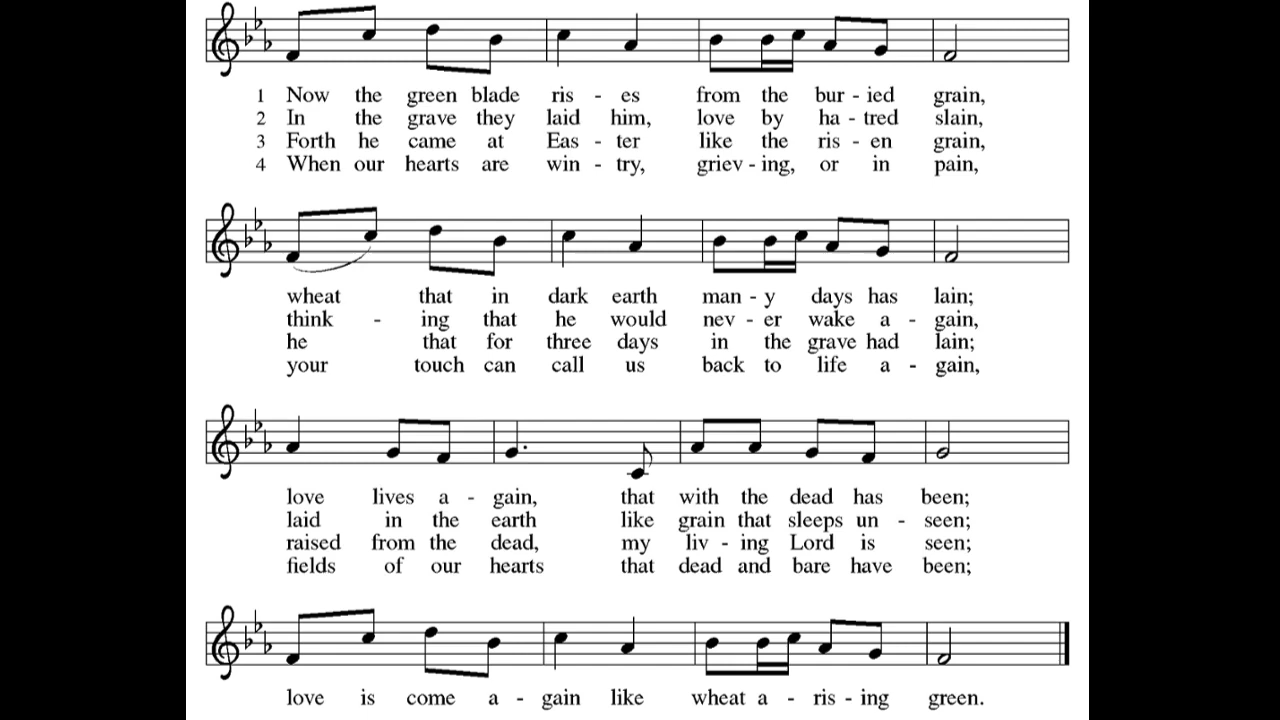 1 Now the green blade ris - es from the bur - ied grain,
2 In the grave they laid him, love by ha - tred slain,
3 Forth he came at Eas - ter like the ris - en grain,
4 When our hearts are win - try, griev - ing, or in pain,
wheat that in dark earth man - y days has lain;
think - ing that he would nev - er wake a - gain,
he that for three days in the grave had lain;
your touch can call us back to life a - gain,
love lives a - gain, that with the dead has been;
laid in the earth like grain that sleeps un - seen;
raised from the dead, my liv - ing Lord is seen;
fields of our hearts that dead and bare have been;
love is come a - gain like wheat a - ris - ing green.